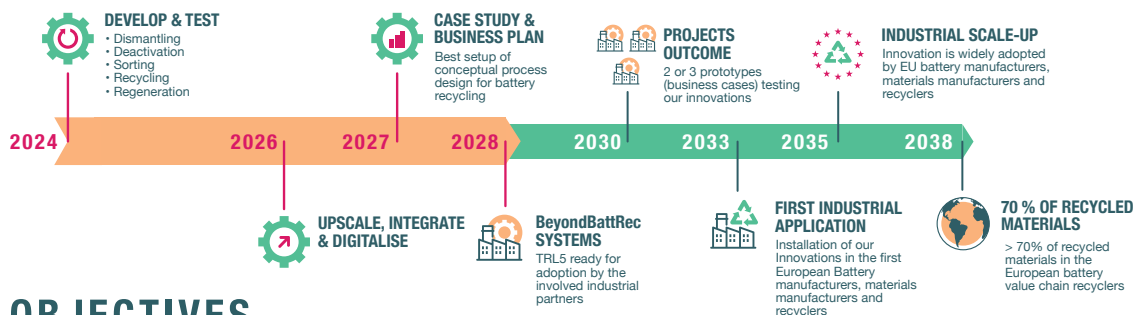 DEVELOP & TEST
• Dismantling
• Deactivation
• Sorting
• Recycling
• Regeneration
CASE STUDY &
BUSINESS PLAN
Best setup of
conceptual process
design for battery
recycling
PROJECTS
OUTCOME
2 or 3 prototypes
(business cases) testing
our innovations
INDUSTRIAL SCALE-UP
Innovation is widely adopted
by EU battery manufacturers,
materials manufacturers and
recyclers
2024
2026
2027
2028
2030
2033
2035
2038
UPSCALE, INTEGRATE
& DIGITALISE
BeyondBattRec
SYSTEMS
TRL5 ready for
adoption by the
involved industrial
partners
FIRST INDUSTRIAL
APPLICATION
Installation of our
Innovations in the first
European Battery
manufacturers, materials
manufacturers and
recyclers
70 % OF RECYCLED
MATERIALS
> 70% of recycled
materials in the
European battery
value chain recyclers
OBJECTIVES